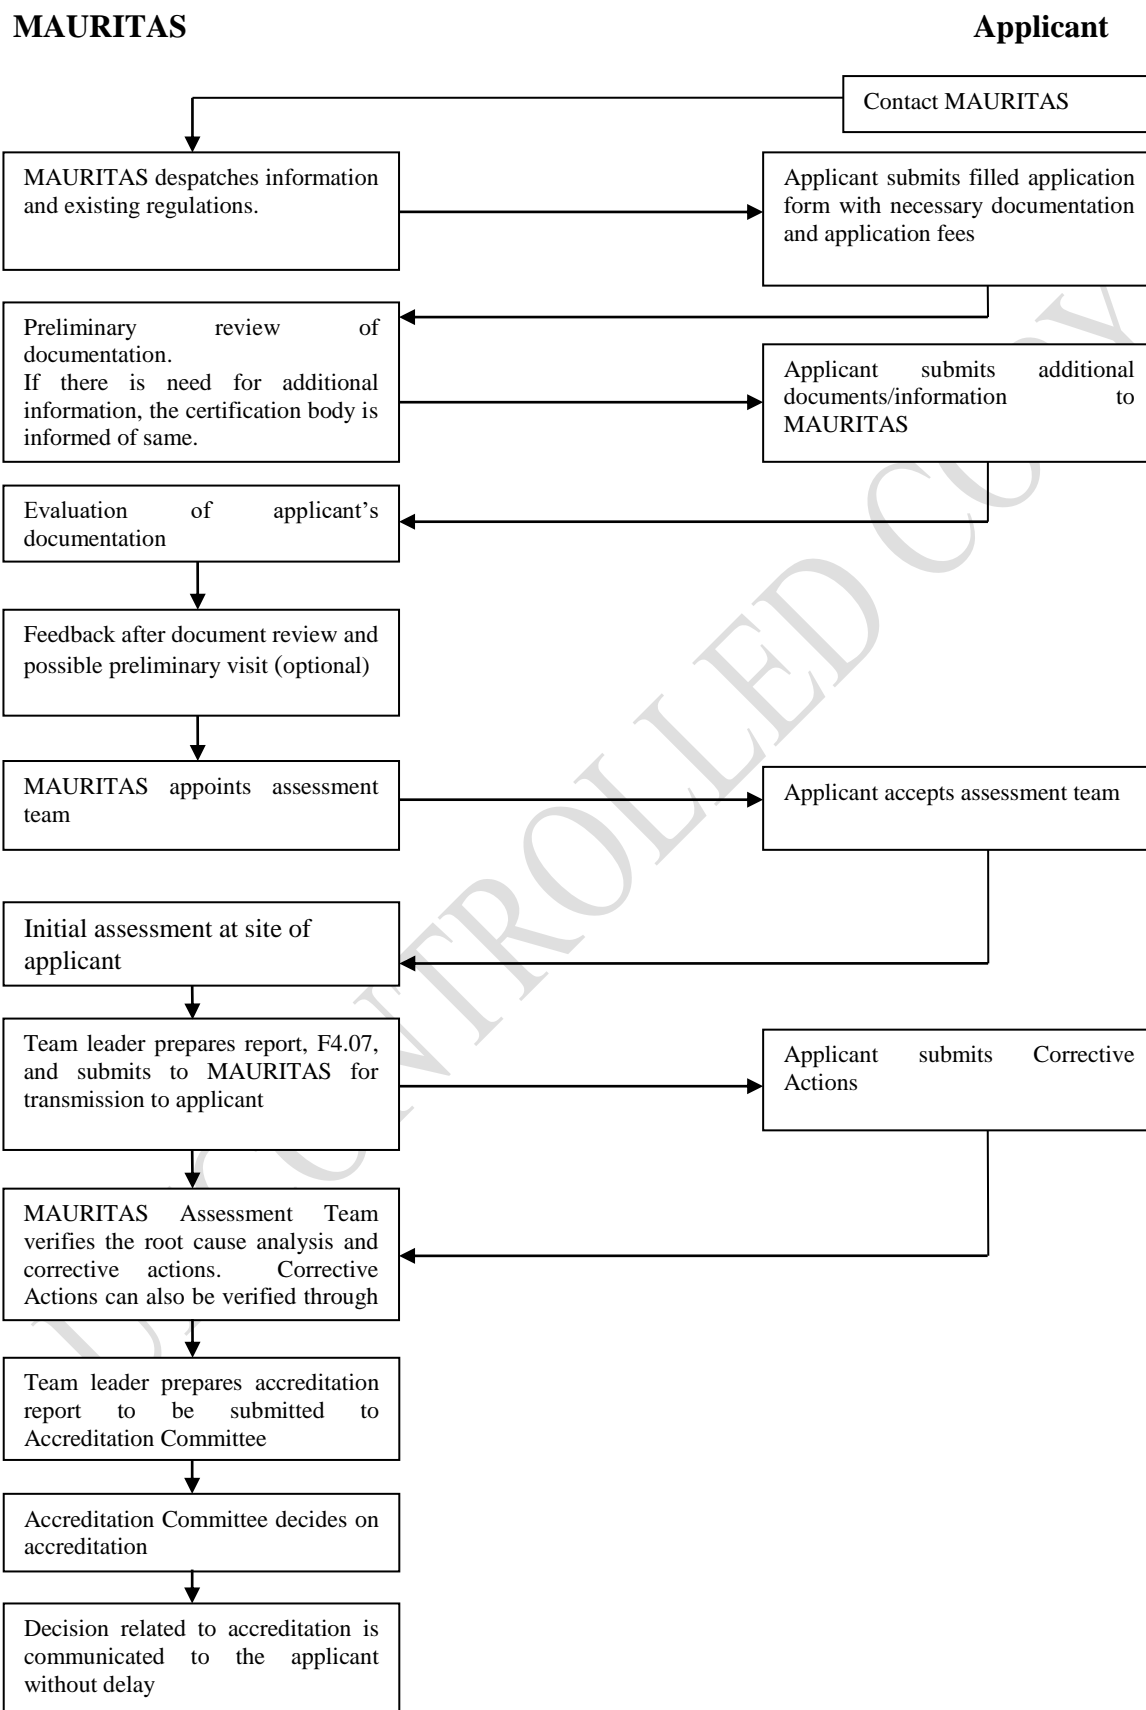 MAURITAS
Applicant
Contact MAURITAS
MAURITAS despatches information
and existing regulations.
Applicant submits filled application
form with necessary documentation
and application fees
Preliminary review of
documentation.
If there is need for additional
information, the certification body is
informed of same.
Applicant submits additional
documents/information to
MAURITAS
Evaluation of applicant’s
documentation
Feedback after document review and
possible preliminary visit (optional)
MAURITAS appoints assessment
team
Applicant accepts assessment team
Initial assessment at site of
applicant
Team leader prepares report, F4.07,
and submits to MAURITAS for
transmission to applicant
Applicant submits Corrective
Actions
MAURITAS Assessment Team
verifies the root cause analysis and
corrective actions. Corrective
Actions can also be verified through
Team leader prepares accreditation
report to be submitted to
Accreditation Committee
Accreditation Committee decides on
accreditation
Decision related to accreditation is
communicated to the applicant
without delay
UNCONTROLLED COPY